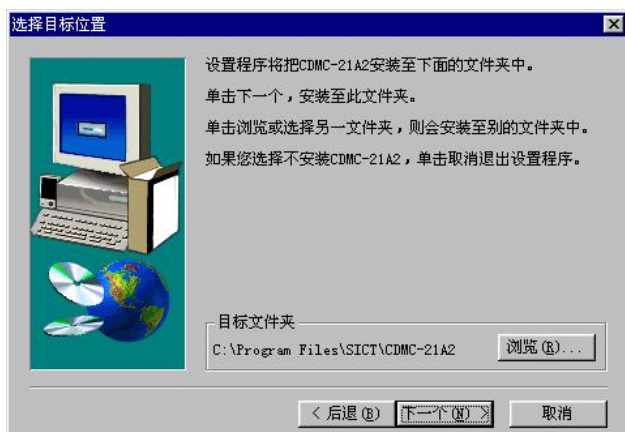 选择目标位置
设置程序将把CDMC-21A2安装至下面的文件夹中。
单击下一个，安装至此文件夹。
单击浏览或选择另一文件夹，则会安装至别的文件夹中。
如果您选择不安装CDMC-21A2，单击取消退出设置程序。
目标文件夹
C:\Program Files\SICT\CDMC-21A2 浏览(R)...
< 后退(B) 下一个(N) > 取消